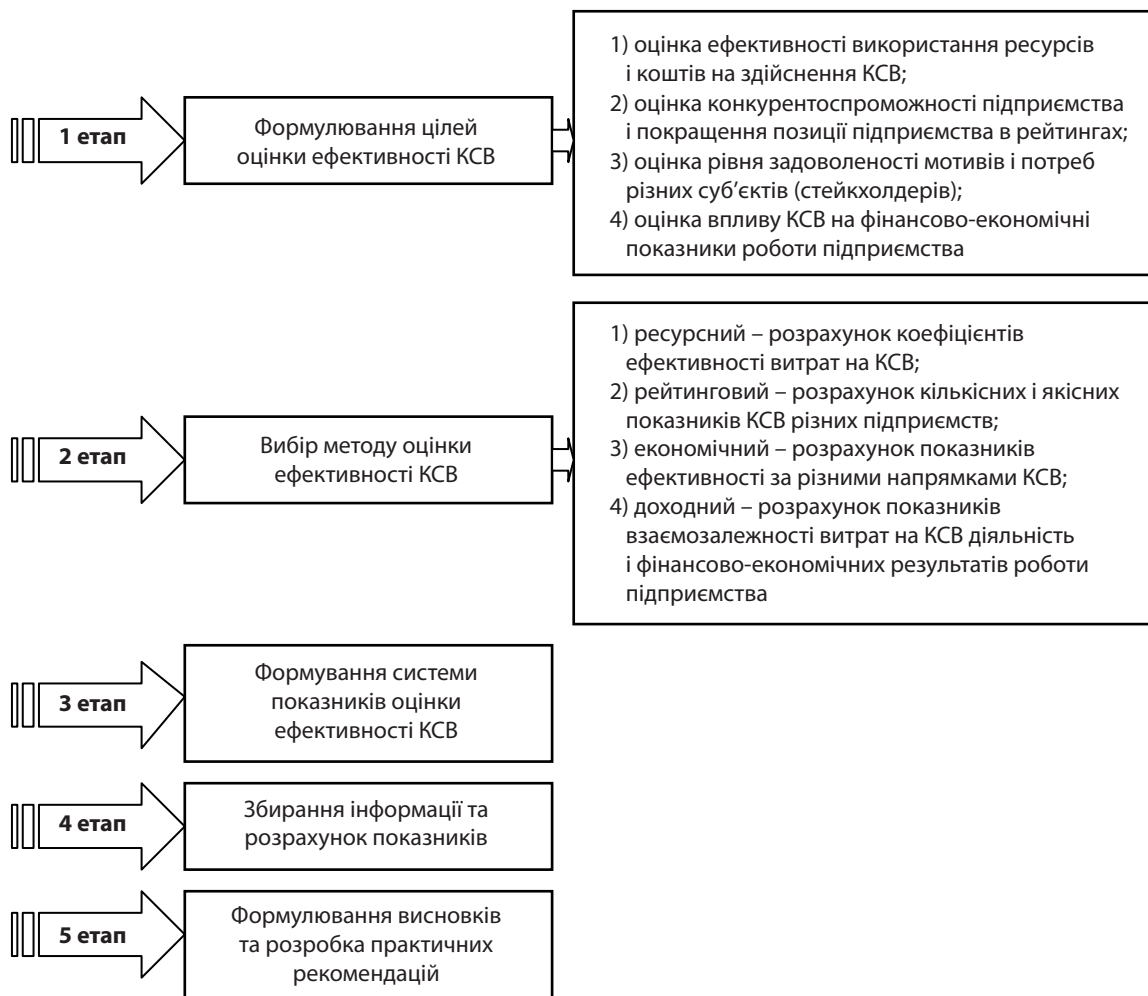 1 етап
Формулювання цілей
оцінки ефективності КСВ
1) оцінка ефективності використання ресурсів
і коштів на здійснення КСВ;
2) оцінка конкурентоспроможності підприємства
і покращення позиції підприємства в рейтингах;
3) оцінка рівня задоволеності мотивів і потреб
різних суб’єктів (стейкхолдерів);
4) оцінка впливу КСВ на фінансово-економічні
показники роботи підприємства
2 етап
Вибір методу оцінки
ефективності КСВ
1) ресурсний – розрахунок коефіцієнтів
ефективності витрат на КСВ;
2) рейтинговий – розрахунок кількісних і якісних
показників КСВ різних підприємств;
3) економічний – розрахунок показників
ефективності за різними напрямками КСВ;
4) доходний – розрахунок показників
взаємозалежності витрат на КСВ діяльність
і фінансово-економічних результатів роботи
підприємства
3 етап
Формування системи
показників оцінки
ефективності КСВ
4 етап
Збирання інформації та
розрахунок показників
5 етап
Формулювання висновків
та розробка практичних
рекомендацій